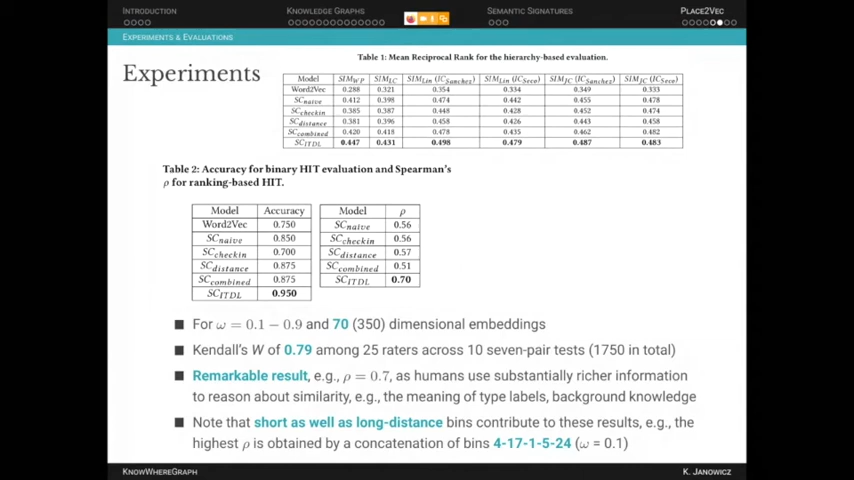 INTRODUCTION KNOWLEDGE GRAPHS SEMANTIC SIGNATURES PLACE2VEC
EXPERIMENTS & EVALUATIONS
Experiments
Table 1: Mean Reciprocal Rank for the hierarchy-based evaluation.
Model SIM_WP SIM_LC SIM_Lin (IC_Sanchez) SIM_Lin (IC_Seco) SIM_JC (IC_Sanchez) SIM_JC (IC_Seco)
Word2Vec 0.288 0.321 0.354 0.334 0.349 0.333
SC_naive 0.412 0.398 0.474 0.442 0.455 0.478
SC_checkin 0.385 0.387 0.448 0.428 0.452 0.474
SC_distance 0.381 0.396 0.458 0.426 0.443 0.458
SC_combined 0.420 0.418 0.478 0.435 0.462 0.482
SC_ITDL 0.447 0.431 0.498 0.479 0.487 0.483
Table 2: Accuracy for binary HIT evaluation and Spearman's
ρ for ranking-based HIT.
Model Accuracy
Word2Vec 0.750
SC_naive 0.850
SC_checkin 0.700
SC_distance 0.875
SC_combined 0.875
SC_ITDL 0.950
Model ρ
SC_naive 0.56
SC_checkin 0.56
SC_distance 0.57
SC_combined 0.51
SC_ITDL 0.70
For ω = 0.1 − 0.9 and 70 (350) dimensional embeddings
Kendall's W of 0.79 among 25 raters across 10 seven-pair tests (1750 in total)
Remarkable result, e.g., ρ = 0.7, as humans use substantially richer information
to reason about similarity, e.g., the meaning of type labels, background knowledge
Note that short as well as long-distance bins contribute to these results, e.g., the
highest ρ is obtained by a concatenation of bins 4-17-1-5-24 (ω = 0.1)
KNOWWHEREGRAPH K. JANOWICZ